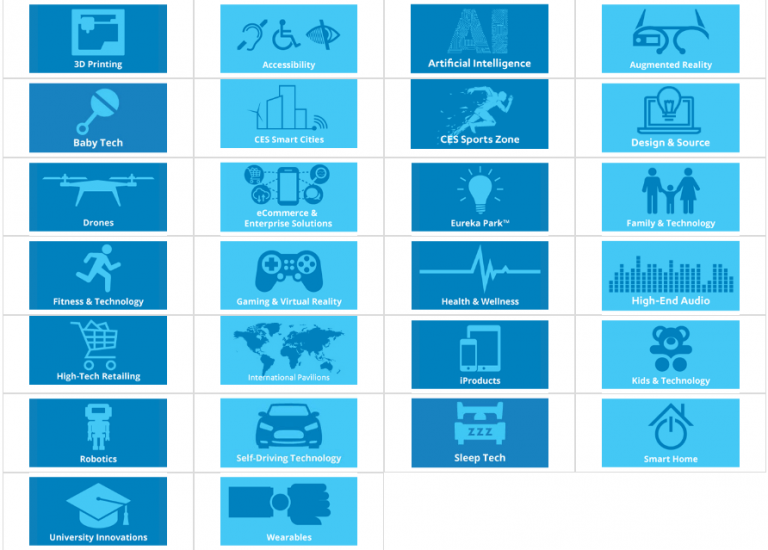 3D Printing
Accessibility
AI
Artificial Intelligence
Augmented Reality
Baby Tech
CES Smart Cities
CES Sports Zone
Design & Source
Drones
eCommerce &
Enterprise Solutions
Eureka Park™
Family & Technology
Fitness & Technology
Gaming & Virtual Reality
Health & Wellness
High-End Audio
High-Tech Retailing
International Pavilions
iProducts
Kids & Technology
Robotics
Self-Driving Technology
ZZZ
Sleep Tech
Smart Home
University Innovations
Wearables